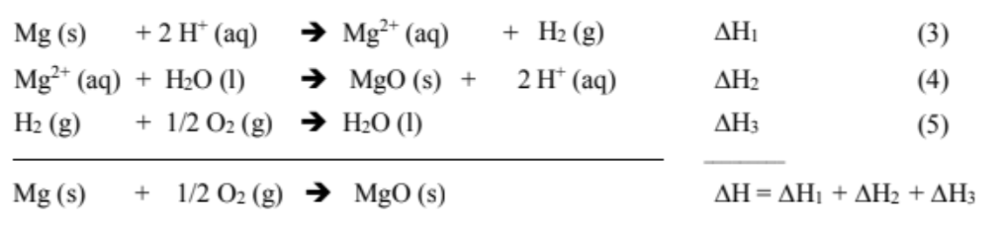 Mg (s) + 2 H⁺ (aq) → Mg²⁺ (aq) + H₂ (g) ΔH₁ (3)
Mg²⁺ (aq) + H₂O (l) → MgO (s) + 2 H⁺ (aq) ΔH₂ (4)
H₂ (g) + 1/2 O₂ (g) → H₂O (l) ΔH₃ (5)
Mg (s) + 1/2 O₂ (g) → MgO (s) ΔH = ΔH₁ + ΔH₂ + ΔH₃